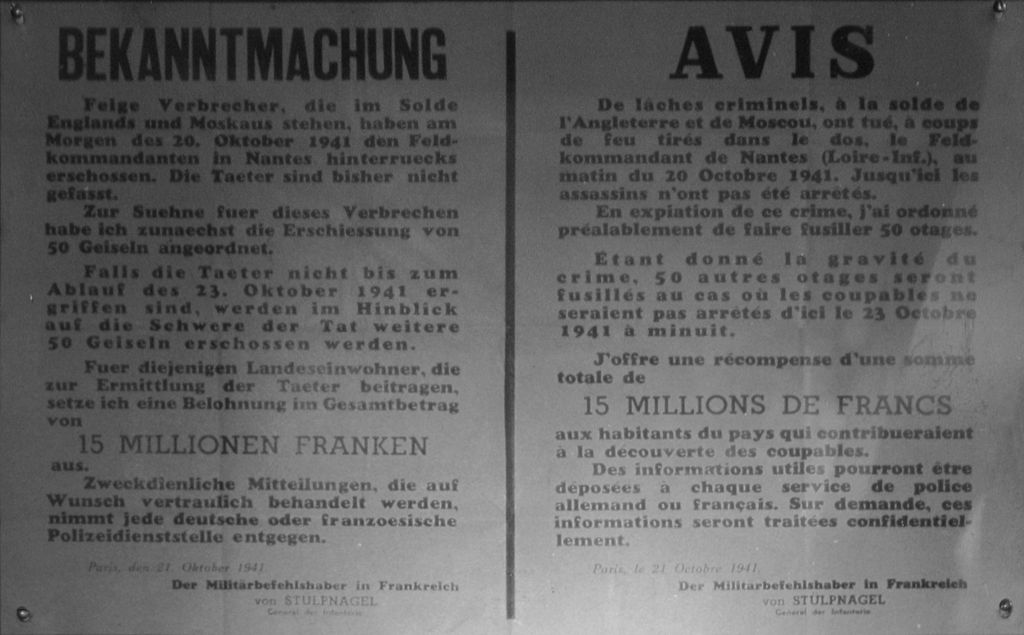 BEKANNTMACHUNG
Feige Verbrecher, die im Solde
Englands und Moskaus stehen, haben am
Morgen des 20. Oktober 1941 den Feld-
kommandanten in Nantes hinterruecks
erschossen. Die Taeter sind bisher nicht
gefasst.
Zur Suehne fuer dieses Verbrechen
habe ich zunaechst die Erschiessung von
50 Geiseln angeordnet.
Falls die Taeter nicht bis zum
Ablauf des 23. Oktober 1941 er-
griffen sind, werden im Hinblick
auf die Schwere der Tat weitere
50 Geiseln erschossen werden.
Fuer diejenigen Landeseinwohner, die
zur Ermittlung der Taeter beitragen,
setze ich eine Belohnung im Gesamtbetrag
von
15 MILLIONEN FRANKEN
aus.
Zweckdienliche Mitteilungen, die auf
Wunsch vertraulich behandelt werden,
nimmt jede deutsche oder franzoesische
Polizeidienststelle entgegen.
Paris, den 21. Oktober 1941
Der Militärbefehlshaber in Frankreich
von STÜLPNAGEL
General der Infanterie
AVIS
De lâches criminels, à la solde de
l'Angleterre et de Moscou, ont tué, à coups
de feu tirés dans le dos, le Feld-
kommandant de Nantes (Loire-Inf.), au
matin du 20 Octobre 1941. Jusqu'ici les
assassins n'ont pas été arrêtés.
En expiation de ce crime, j'ai ordonné
préalablement de faire fusiller 50 otages.
Étant donné la gravité du
crime, 50 autres otages seront
fusillés au cas où les coupables ne
seraient pas arrêtés d'ici le 23 Octobre
1941 à minuit.
J'offre une récompense d'une somme
totale de
15 MILLIONS DE FRANCS
aux habitants du pays qui contribueraient
à la découverte des coupables.
Des informations utiles pourront être
déposées à chaque service de police
allemand ou français. Sur demande, ces
informations seront traitées confidentiel-
lement.
Paris, le 21 Octobre 1941.
Der Militärbefehlshaber in Frankreich
von STÜLPNAGEL
General der Infanterie